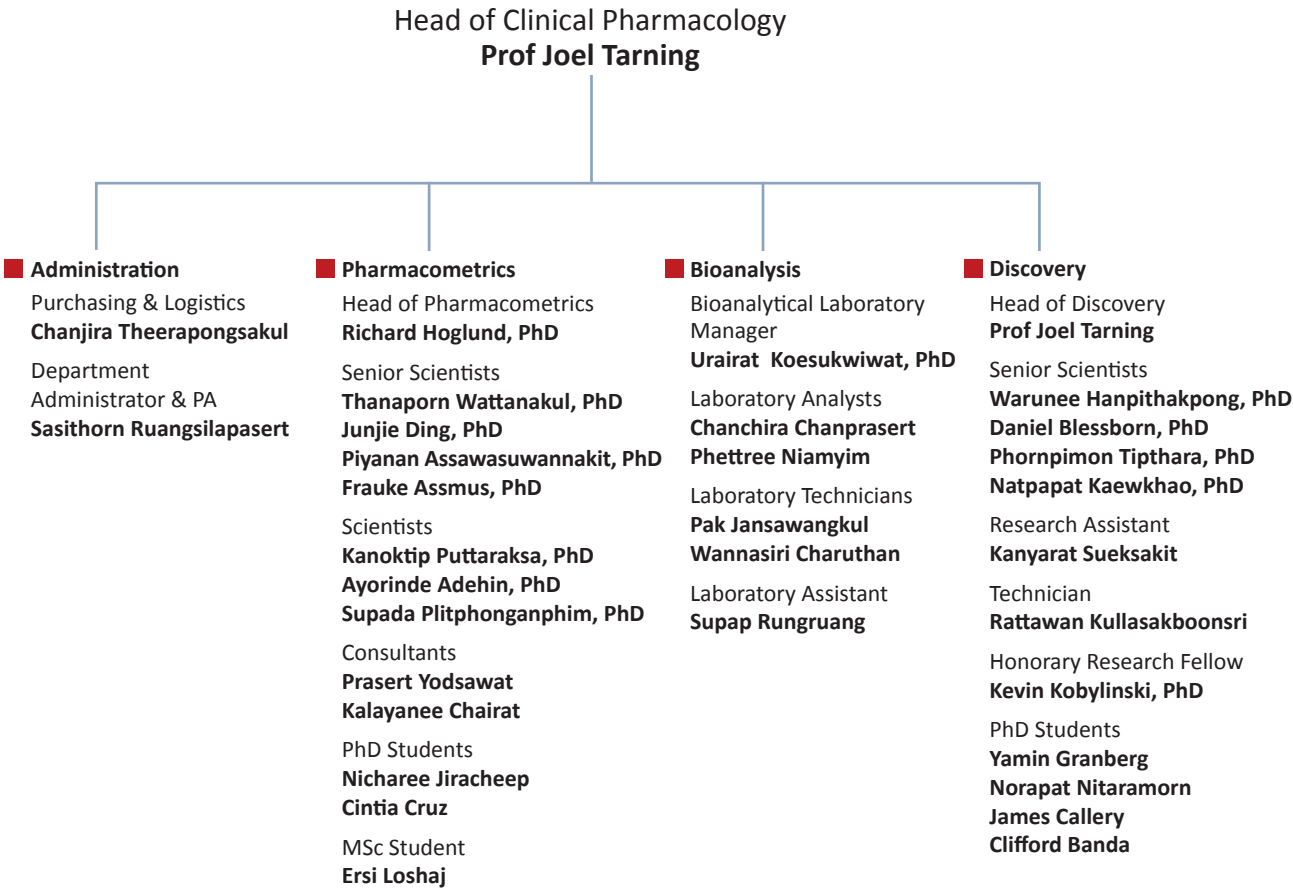 Head of Clinical Pharmacology
Prof Joel Tarning
Administration
Purchasing & Logistics
Chanjira Theerapongsakul
Department
Administrator & PA
Sasithorn Ruangsilapasert
Pharmacometrics
Head of Pharmacometrics
Richard Hoglund, PhD
Senior Scientists
Thanaporn Wattanakul, PhD
Junjie Ding, PhD
Piyanan Assawasuwannakit, PhD
Frauke Assmus, PhD
Scientists
Kanoktip Puttaraksa, PhD
Ayorinde Adehin, PhD
Supada Plitphonganphim, PhD
Consultants
Prasert Yodsawat
Kalayanee Chairat
PhD Students
Nicharee Jiracheep
Cintia Cruz
MSc Student
Ersi Loshaj
Bioanalysis
Bioanalytical Laboratory
Manager
Urairat Koesukwiwat, PhD
Laboratory Analysts
Chanchira Chanprasert
Phettree Niamyim
Laboratory Technicians
Pak Jansawangkul
Wannasiri Charuthan
Laboratory Assistant
Supap Rungruang
Discovery
Head of Discovery
Prof Joel Tarning
Senior Scientists
Warunee Hanpithakpong, PhD
Daniel Blessborn, PhD
Phornpimon Tipthara, PhD
Natpapat Kaewkhao, PhD
Research Assistant
Kanyarat Sueksakit
Technician
Rattawan Kullasakboonsri
Honorary Research Fellow
Kevin Kobylinski, PhD
PhD Students
Yamin Granberg
Norapat Nitaramorn
James Callery
Clifford Banda